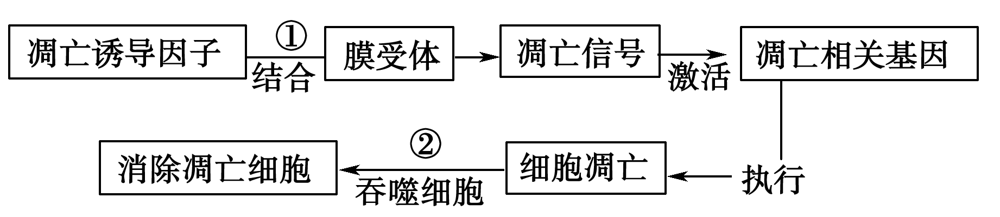 凋亡诱导因子
①
结合
膜受体
凋亡信号
激活
凋亡相关基因
执行
细胞凋亡
②
吞噬细胞
消除凋亡细胞